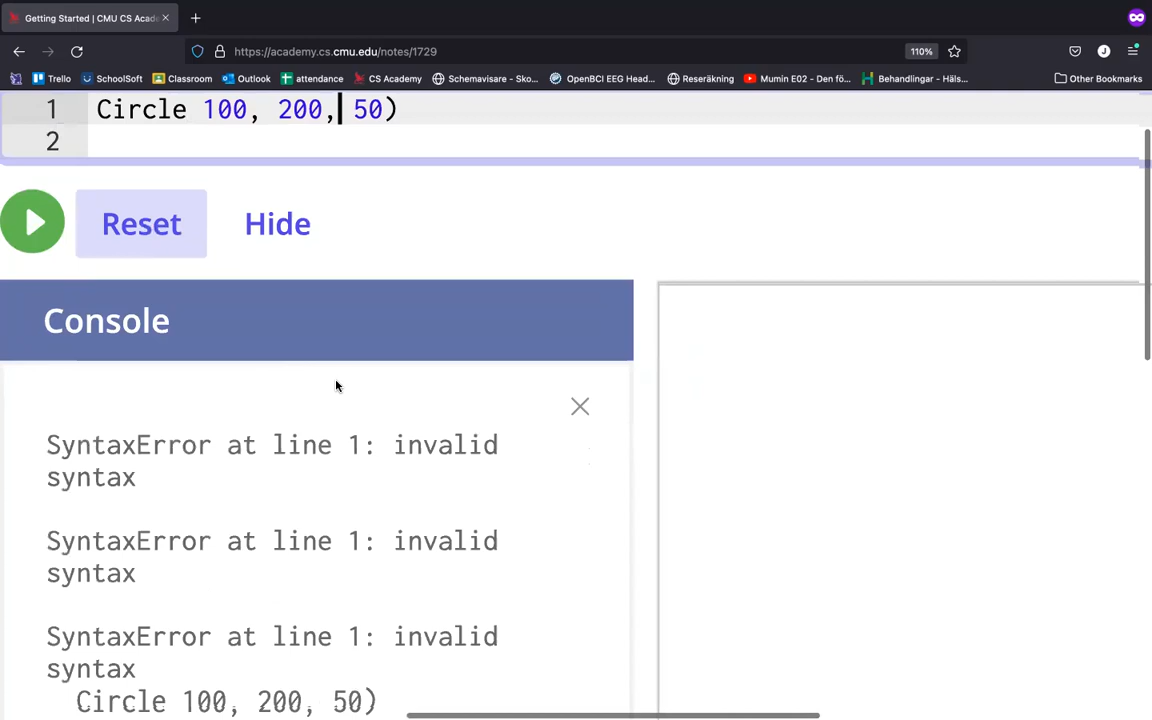 Getting Started | CMU CS Acad
https://academy.cs.cmu.edu/notes/1729
110%
J
Trello
SchoolSoft
Classroom
Outlook
attendance
CS Academy
Schemavisare - Sko...
OpenBCI EEG Head...
Reseräkning
Mumin E02 - Den fö...
Behandlingar - Häls...
Other Bookmarks
1 Circle 100, 200, 50)
2
Reset
Hide
Console
SyntaxError at line 1: invalid
syntax
SyntaxError at line 1: invalid
syntax
SyntaxError at line 1: invalid
syntax
Circle 100, 200, 50)